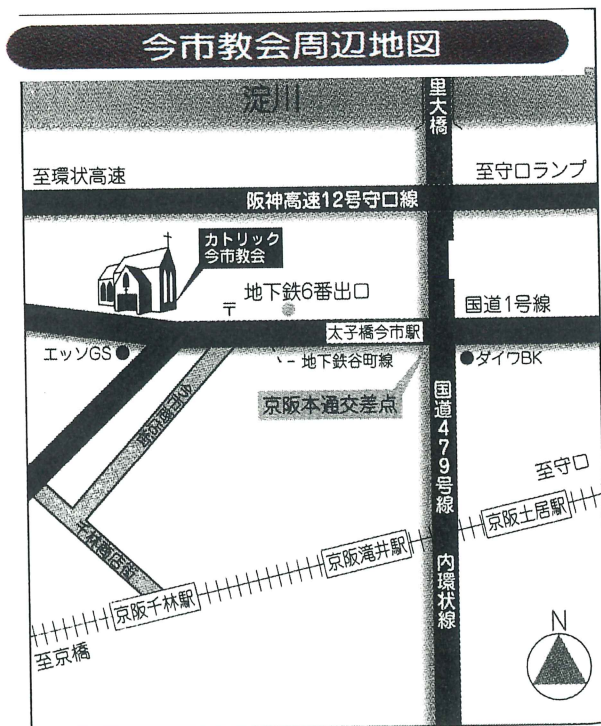 今市教会周辺地図
淀川
里大橋
至環状高速
至守口ランプ
阪神高速12号守口線
カトリック
今市教会
地下鉄6番出口
〒
国道1号線
太子橋今市駅
エッソGS
地下鉄谷町線
ダイワBK
京阪本通交差点
国道479号線
内環状線
至守口
京阪土居駅
京阪滝井駅
千林商店街
京阪千林駅
至京橋
N